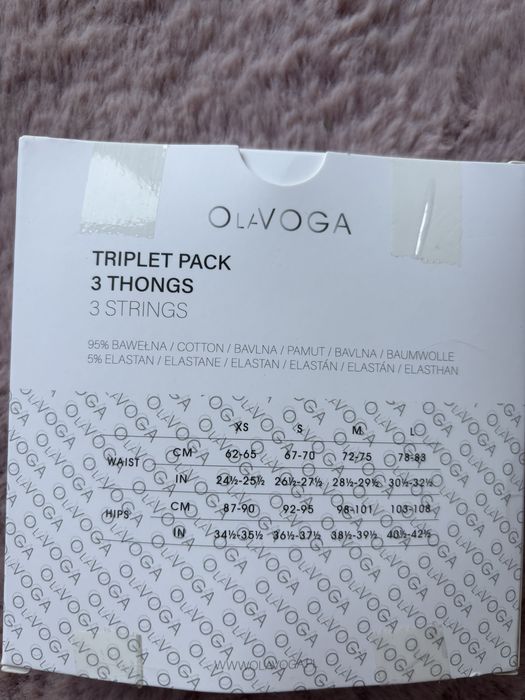 OLAVOGA
TRIPLET PACK
3 THONGS
3 STRINGS
95% BAWEŁNA / COTTON / BAVLNA / PAMUT / BAVLNA / BAUMWOLLE
5% ELASTAN / ELASTANE / ELASTAN / ELASTÁN / ELASTÁN / ELASTHAN
XS S M L
WAIST CM 62-65 67-70 72-75 78-83
IN 24½-25½ 26½-27½ 28½-29½ 30½-32½
HIPS CM 87-90 92-95 98-101 103-108
IN 34½-35½ 36½-37½ 38½-39½ 40½-42½
WWW.OLAVOGA.PL